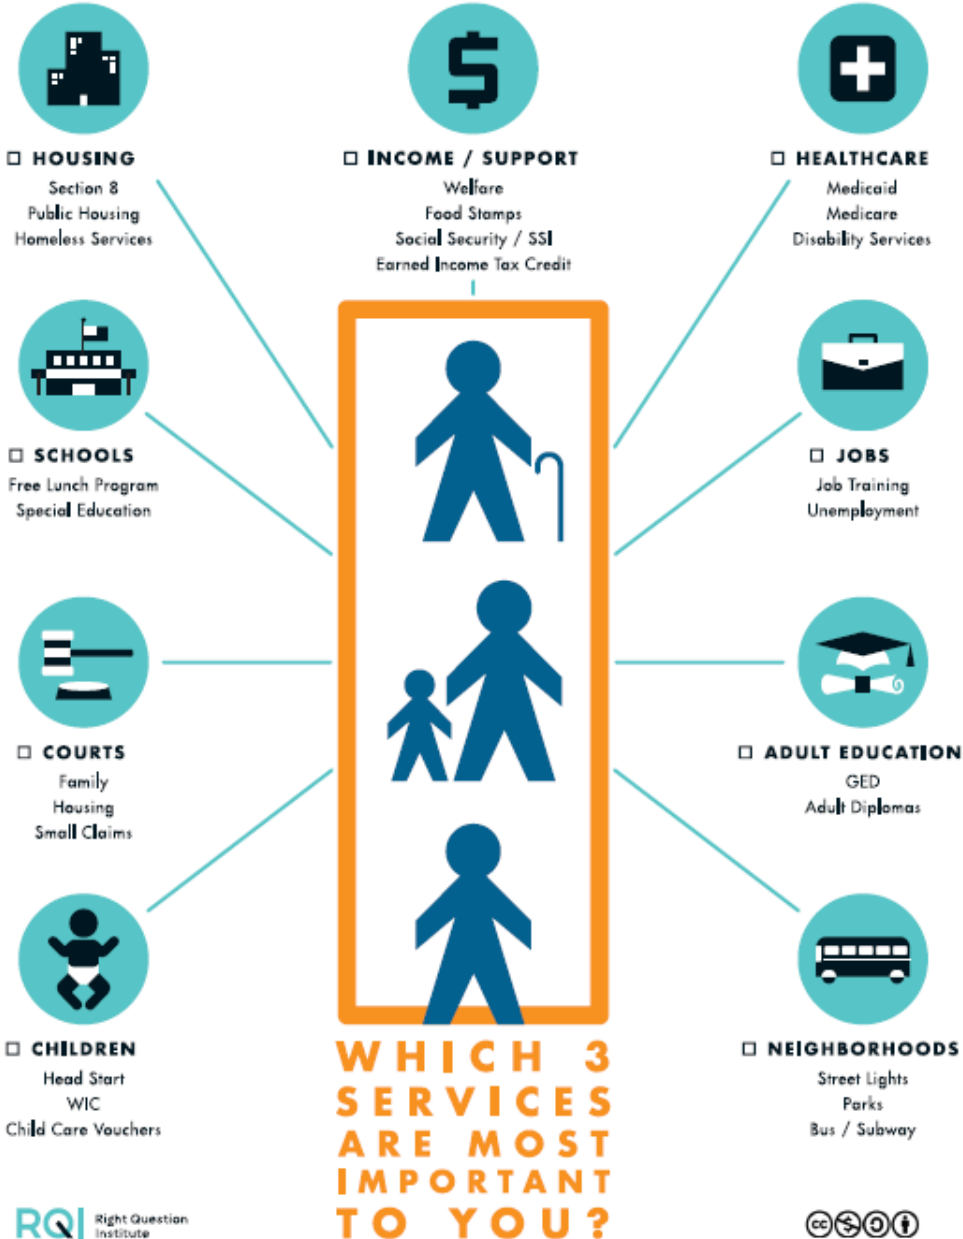 ☐ HOUSING
Section 8
Public Housing
Homeless Services
☐ INCOME / SUPPORT
Welfare
Food Stamps
Social Security / SSI
Earned Income Tax Credit
☐ HEALTHCARE
Medicaid
Medicare
Disability Services
☐ SCHOOLS
Free Lunch Program
Special Education
☐ JOBS
Job Training
Unemployment
☐ COURTS
Family
Housing
Small Claims
☐ ADULT EDUCATION
GED
Adult Diplomas
☐ CHILDREN
Head Start
WIC
Child Care Vouchers
☐ NEIGHBORHOODS
Street Lights
Parks
Bus / Subway
WHICH 3
SERVICES
ARE MOST
IMPORTANT
TO YOU?
RQI
Right Question
Institute
cc